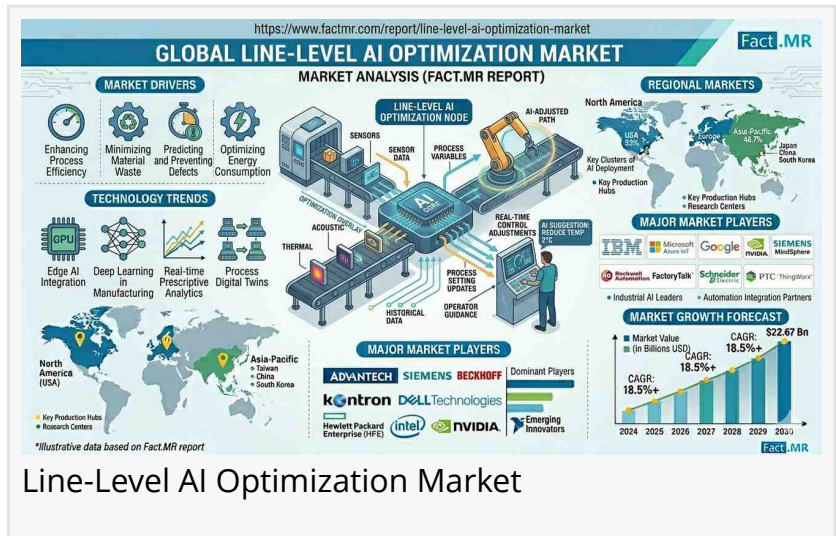 https://www.factmr.com/report/line-level-ai-optimization-market
GLOBAL LINE-LEVEL AI OPTIMIZATION MARKET
Fact.MR
MARKET ANALYSIS (FACT.MR REPORT)
MARKET DRIVERS
Enhancing
Process
Efficiency
Minimizing
Material
Waste
Predicting
and Preventing
Defects
Optimizing
Energy
Consumption
TECHNOLOGY TRENDS
GPU
Edge AI
Integration
Deep Learning
in
Manufacturing
Real-time
Prescriptive
Analytics
Process
Digital Twins
North
America
(USA)
Asia-Pacific
Taiwan
China
South Korea
Key Production Hubs
Research Centers
*Illustrative data based on Fact.MR report
LINE-LEVEL AI
OPTIMIZATION NODE
SENSORS
SENSOR
DATA
PROCESS
VARIABLES
AI-ADJUSTED
PATH
OPTIMIZATION OVERLAY
ACOUSTIC
THERMAL
REAL-TIME
CONTROL
ADJUSTMENTS
AI SUGGESTION:
REDUCE TEMP
2°C
PROCESS
SETTING
UPDATES
HISTORICAL
DATA
OPERATOR
GUIDANCE
MAJOR MARKET PLAYERS
ADVANTECH SIEMENS BECKHOFF
kontron DELLTechnologies
Hewlett Packard
Enterprise (HFE)
intel
NVIDIA.
Dominant Players
Emerging
Innovators
REGIONAL MARKETS
North America
USA
53%
Europe
Asia-Pacific
48.7%
Japan
Cfona
South Korea
Key Clusters of
AI Deployment
Key Production
Hubs
Key Production Hubs
Research Centers
MAJOR MARKET PLAYERS
IBM
Microsoft
Azure IoT
Google
NVIDIA
SIEMENS
MindSphere
Rockwell
Automation
FactoryTalk
Schneider
Electric
PTC ThingWorx
Industrial AI Leaders
Automation Integration Partners
MARKET GROWTH FORECAST
Market Value
(in Billions USD)
$22.67 Bn
CAGR:
18.5%+
CAGR:
18.5%+
CAGR:
18.5%+
2024 2025 2026 2027 2028 2029 2030
Fact.MR
Line-Level AI Optimization Market